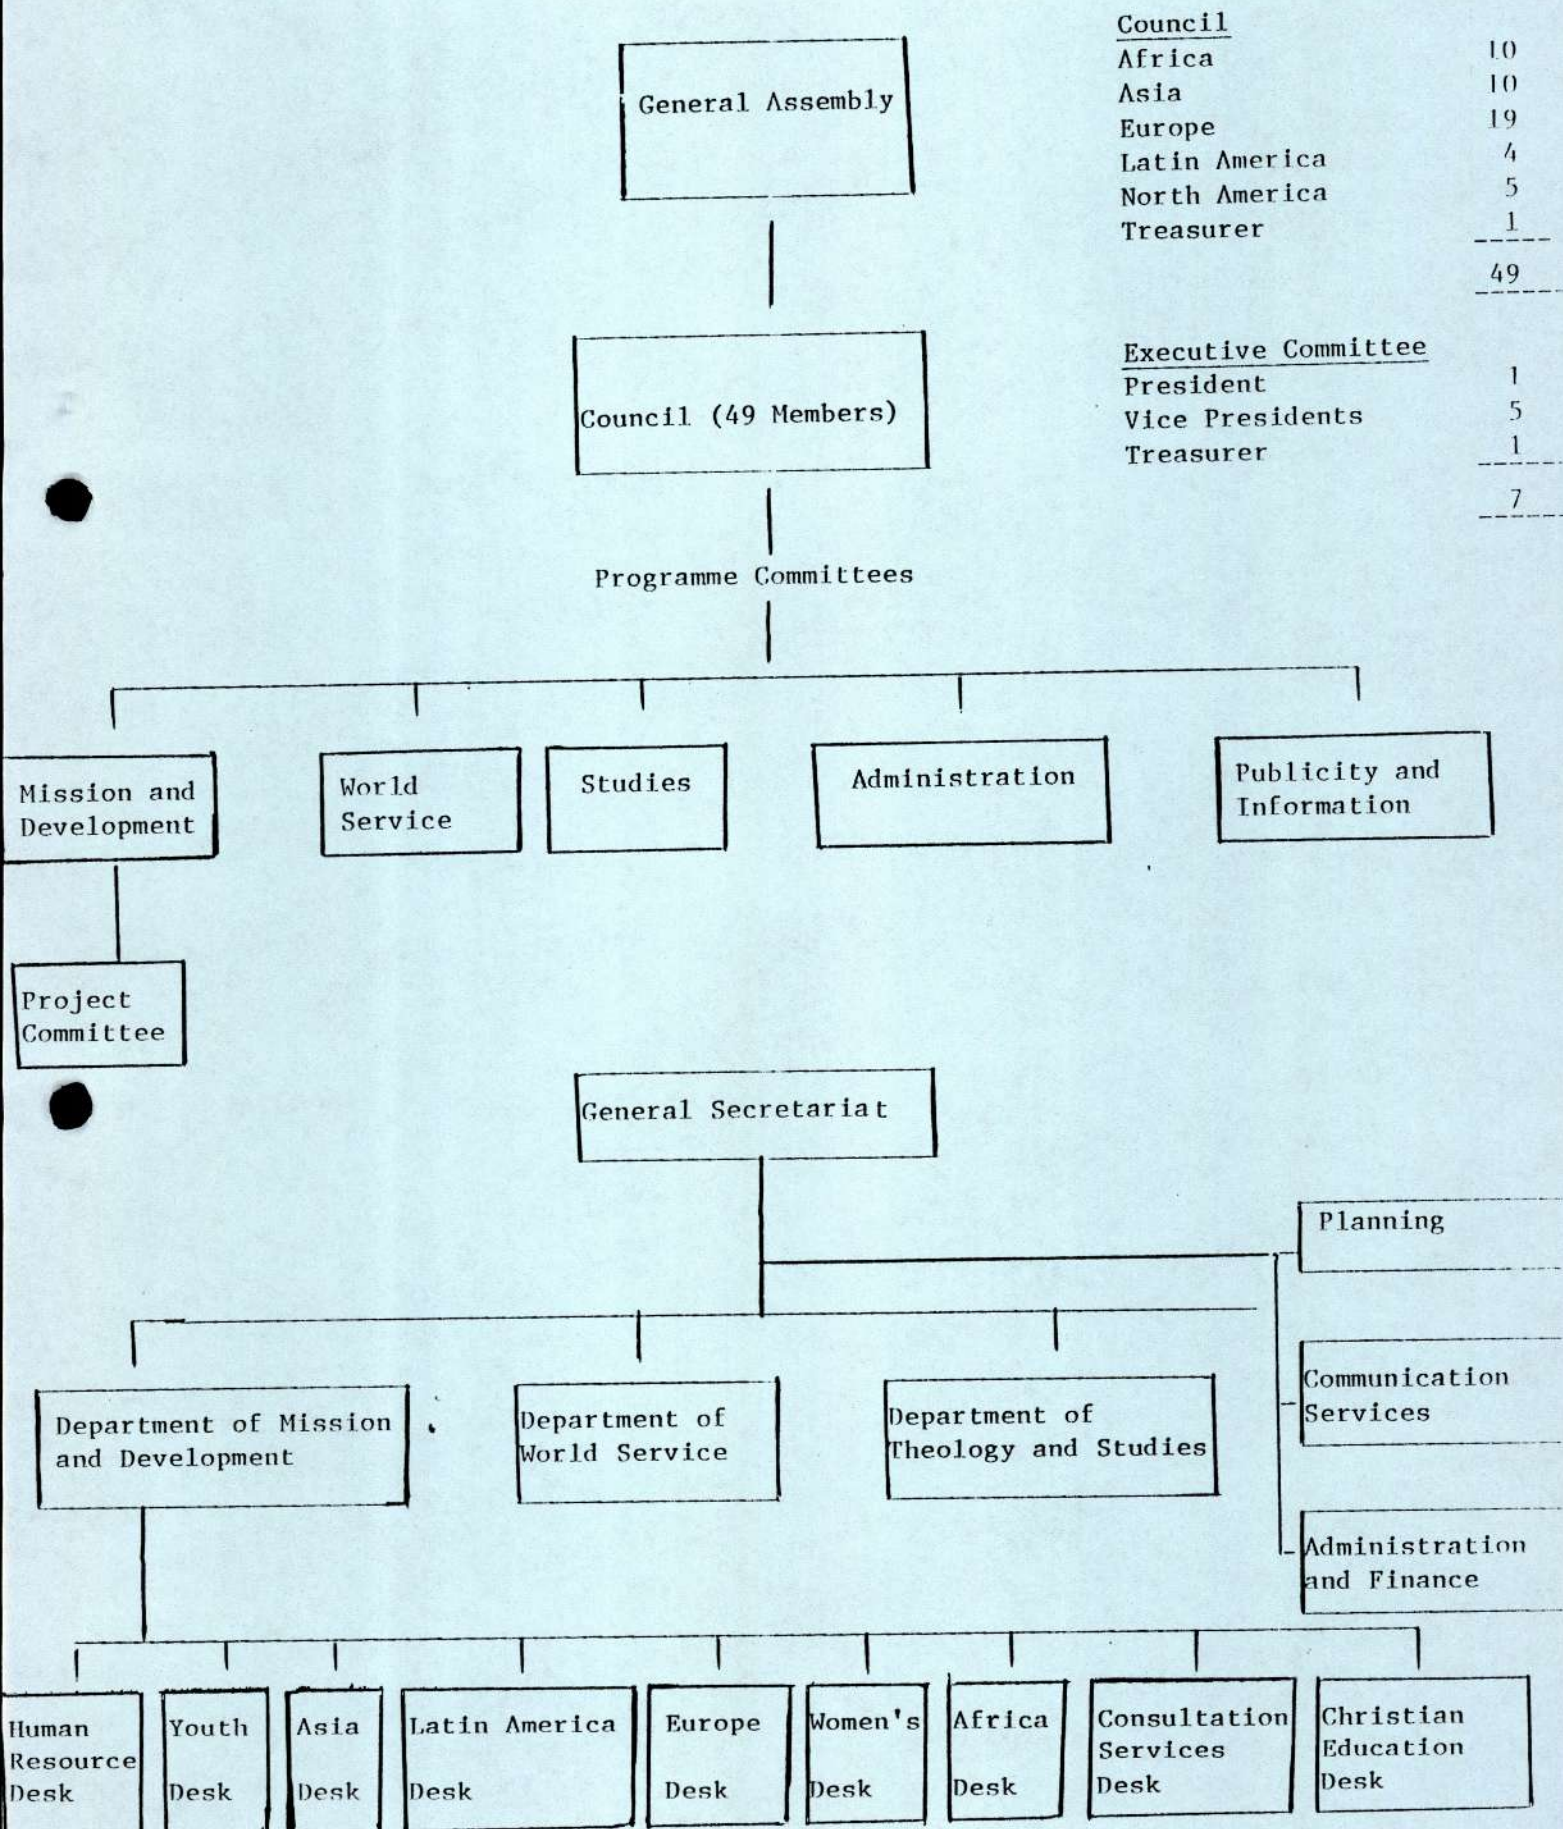 General Assembly
Council
Africa 10
Asia 10
Europe 19
Latin America 4
North America 5
Treasurer 1
49
Council (49 Members)
Executive Committee
President 1
Vice Presidents 5
Treasurer 1
7
Programme Committees
Mission and
Development
World
Service
Studies
Administration
Publicity and
Information
Project
Committee
General Secretariat
Planning
Communication
Services
Administration
and Finance
Department of Mission
and Development
Department of
World Service
Department of
Theology and Studies
Human
Resource
Desk
Youth
Desk
Asia
Desk
Latin America
Desk
Europe
Desk
Women's
Desk
Africa
Desk
Consultation
Services
Desk
Christian
Education
Desk